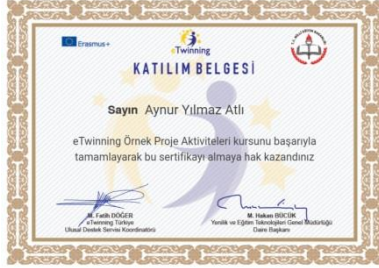 Erasmus+
eTwinning
KATILIM BELGESİ
Sayın Aynur Yılmaz Atlı
eTwinning Örnek Proje Aktiviteleri kursunu başarıyla
tamamlayarak bu sertifikayı almaya hak kazandınız
M. Fatih DÖĞER
eTwinning Türkiye
Ulusal Destek Servisi Koordinatörü
M. Hakan BÜCÜK
Yenilik ve Eğitim Teknolojileri Genel Müdürlüğü
Daire Başkanı